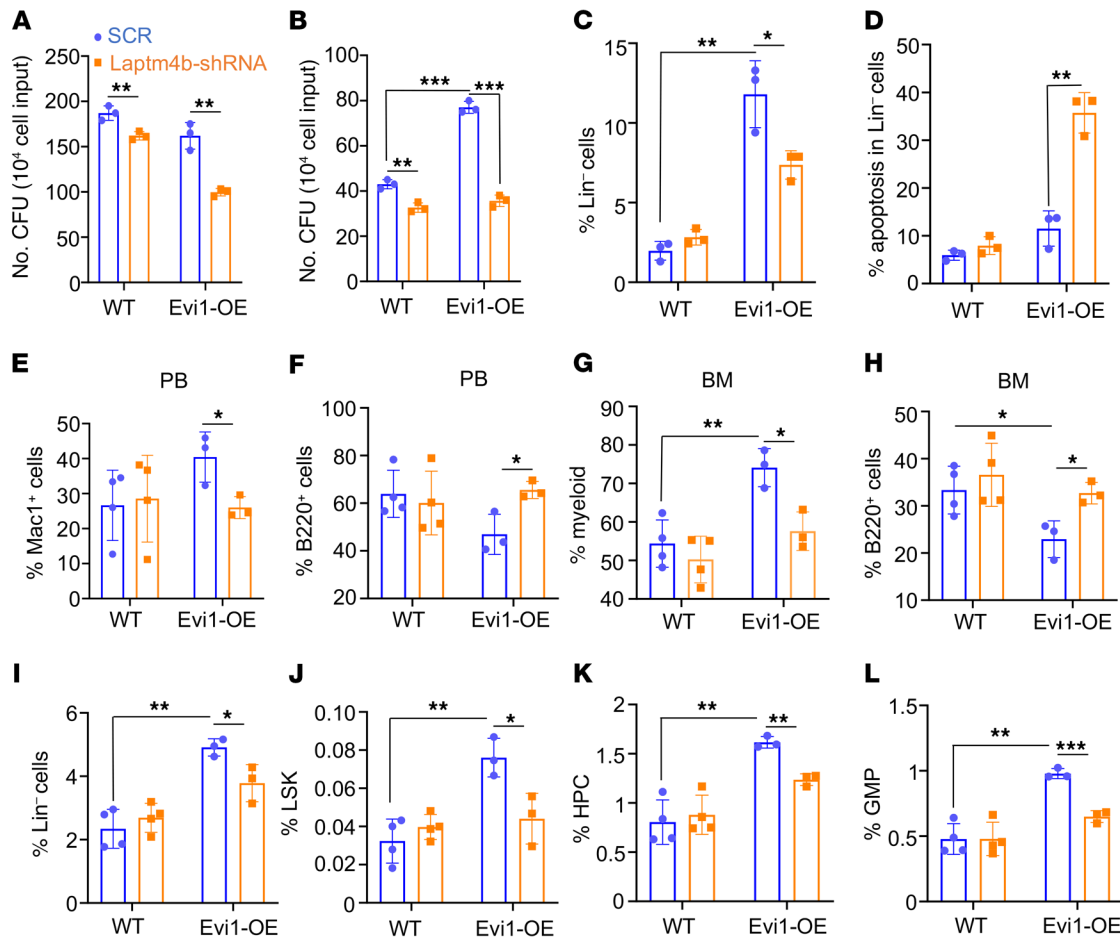 A
SCR
Laptm4b-shRNA
No. CFU (10⁴ cell input)
250
200
150
100
50
0
**
**
WT
Evi1-OE
B
No. CFU (10⁴ cell input)
100
80
60
40
20
0
***
***
**
WT
Evi1-OE
C
% Lin⁻ cells
15
10
5
0
**
*
WT
Evi1-OE
D
% apoptosis in Lin⁻ cells
50
40
30
20
10
0
**
WT
Evi1-OE
E
PB
% Mac1⁺ cells
50
40
30
20
10
0
*
WT
Evi1-OE
F
PB
% B220⁺ cells
100
80
60
40
20
*
WT
Evi1-OE
G
BM
% myeloid
90
80
70
60
50
40
**
*
WT
Evi1-OE
H
BM
% B220⁺ cells
50
40
30
20
10
*
*
WT
Evi1-OE
I
% Lin⁻ cells
6
4
2
0
**
*
WT
Evi1-OE
J
% LSK
0.10
0.08
0.06
0.04
0.02
0.00
**
*
WT
Evi1-OE
K
% HPC
2
1.5
1
0.5
0
**
**
WT
Evi1-OE
L
% GMP
1.5
1
0.5
0
**
***
WT
Evi1-OE